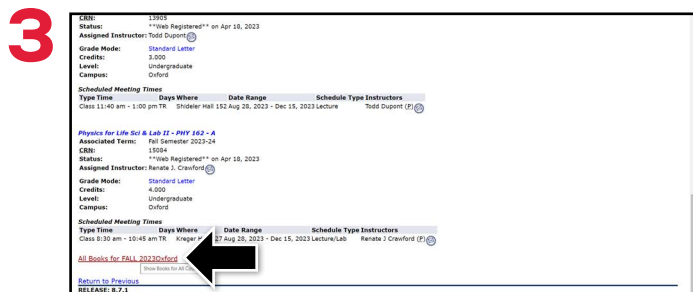 3
CRN: 13905
Status: **Web Registered** on Apr 18, 2023
Assigned Instructor: Todd Dupont
Grade Mode: Standard Letter
Credits: 3.000
Level: Undergraduate
Campus: Oxford
Scheduled Meeting Times
Type Time Days Where Date Range Schedule Type Instructors
Class 11:40 am - 1:00 pm TR Shideler Hall 152 Aug 28, 2023 - Dec 15, 2023 Lecture Todd Dupont (P)
Physics for Life Sci & Lab II - PHY 162 - A
Associated Term: Fall Semester 2023-24
CRN: 15084
Status: **Web Registered** on Apr 18, 2023
Assigned Instructor: Renate J. Crawford
Grade Mode: Standard Letter
Credits: 4.000
Level: Undergraduate
Campus: Oxford
Scheduled Meeting Times
Type Time Days Where Date Range Schedule Type Instructors
Class 8:30 am - 10:45 am TR Kreger 27 Aug 28, 2023 - Dec 15, 2023 Lecture/Lab Renate J Crawford (P)
All Books for FALL 2023Oxford
Show Books for All
Return to Previous
RELEASE: 8.7.1